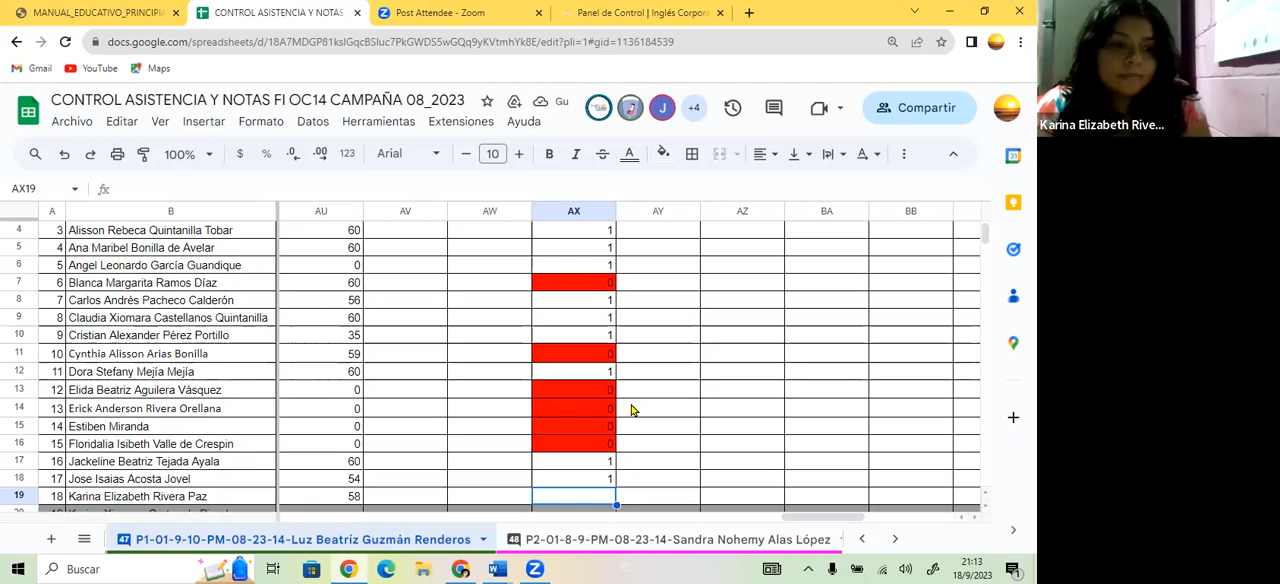 MANUAL_EDUCATIVO_PRINCIPIA
CONTROL ASISTENCIA Y NOTAS
Post Attendee - Zoom
Panel de Control | Inglés Corpora
docs.google.com/spreadsheets/d/18A7MDGP81ksIGqcBSluc7PkGWDS5wGQq9yKVtmhYk8E/edit?pli=1#gid=1136184539
Gmail YouTube Maps
CONTROL ASISTENCIA Y NOTAS FI OC14 CAMPAÑA 08_2023
Gu
J
+4
Compartir
Archivo Editar Ver Insertar Formato Datos Herramientas Extensiones Ayuda
100% $ % .0 .00 123 Arial 10 B I S A
AX19 fx
A B AU AV AW AX AY AZ BA BB
4 3 Alisson Rebeca Quintanilla Tobar 60 1
5 4 Ana Maribel Bonilla de Avelar 60 1
6 5 Angel Leonardo García Guandique 0 1
7 6 Blanca Margarita Ramos Díaz 60 0
8 7 Carlos Andrés Pacheco Calderón 56 1
9 8 Claudia Xiomara Castellanos Quintanilla 60 1
10 9 Cristian Alexander Pérez Portillo 35 1
11 10 Cynthia Alisson Arias Bonilla 59 0
12 11 Dora Stefany Mejía Mejía 60 1
13 12 Elida Beatriz Aguilera Vásquez 0 0
14 13 Erick Anderson Rivera Orellana 0 0
15 14 Estiben Miranda 0 0
16 15 Floridalia Isibeth Valle de Crespin 0 0
17 16 Jackeline Beatriz Tejada Ayala 60 1
18 17 Jose Isaias Acosta Jovel 54 1
19 18 Karina Elizabeth Rivera Paz 58
47 P1-01-9-10-PM-08-23-14-Luz Beatríz Guzmán Renderos
48 P2-01-8-9-PM-08-23-14-Sandra Nohemy Alas López
Buscar
21:13
18/9/2023
Karina Elizabeth Rive...
31